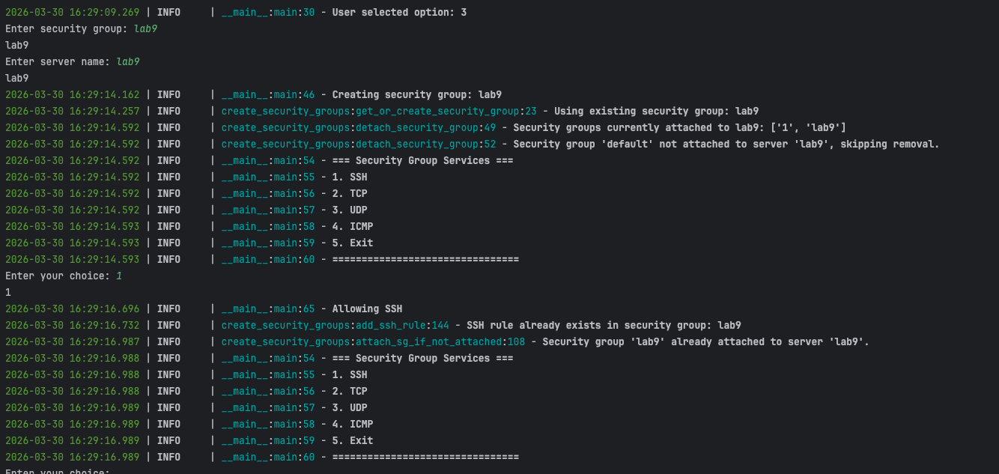 2026-03-30 16:29:09.269 | INFO     | __main__:main:30 - User selected option: 3
Enter security group: lab9
lab9
Enter server name: lab9
lab9
2026-03-30 16:29:14.162 | INFO     | __main__:main:46 - Creating security group: lab9
2026-03-30 16:29:14.257 | INFO     | create_security_groups:get_or_create_security_group:23 - Using existing security group: lab9
2026-03-30 16:29:14.592 | INFO     | create_security_groups:detach_security_group:49 - Security groups currently attached to lab9: ['1', 'lab9']
2026-03-30 16:29:14.592 | INFO     | create_security_groups:detach_security_group:52 - Security group 'default' not attached to server 'lab9', skipping removal.
2026-03-30 16:29:14.592 | INFO     | __main__:main:54 - === Security Group Services ===
2026-03-30 16:29:14.592 | INFO     | __main__:main:55 - 1. SSH
2026-03-30 16:29:14.592 | INFO     | __main__:main:56 - 2. TCP
2026-03-30 16:29:14.592 | INFO     | __main__:main:57 - 3. UDP
2026-03-30 16:29:14.593 | INFO     | __main__:main:58 - 4. ICMP
2026-03-30 16:29:14.593 | INFO     | __main__:main:59 - 5. Exit
2026-03-30 16:29:14.593 | INFO     | __main__:main:60 - ================================
Enter your choice: 1
1
2026-03-30 16:29:16.696 | INFO     | __main__:main:65 - Allowing SSH
2026-03-30 16:29:16.732 | INFO     | create_security_groups:add_ssh_rule:144 - SSH rule already exists in security group: lab9
2026-03-30 16:29:16.987 | INFO     | create_security_groups:attach_sg_if_not_attached:108 - Security group 'lab9' already attached to server 'lab9'.
2026-03-30 16:29:16.988 | INFO     | __main__:main:54 - === Security Group Services ===
2026-03-30 16:29:16.988 | INFO     | __main__:main:55 - 1. SSH
2026-03-30 16:29:16.988 | INFO     | __main__:main:56 - 2. TCP
2026-03-30 16:29:16.989 | INFO     | __main__:main:57 - 3. UDP
2026-03-30 16:29:16.989 | INFO     | __main__:main:58 - 4. ICMP
2026-03-30 16:29:16.989 | INFO     | __main__:main:59 - 5. Exit
2026-03-30 16:29:16.989 | INFO     | __main__:main:60 - ================================
Enter your choice: